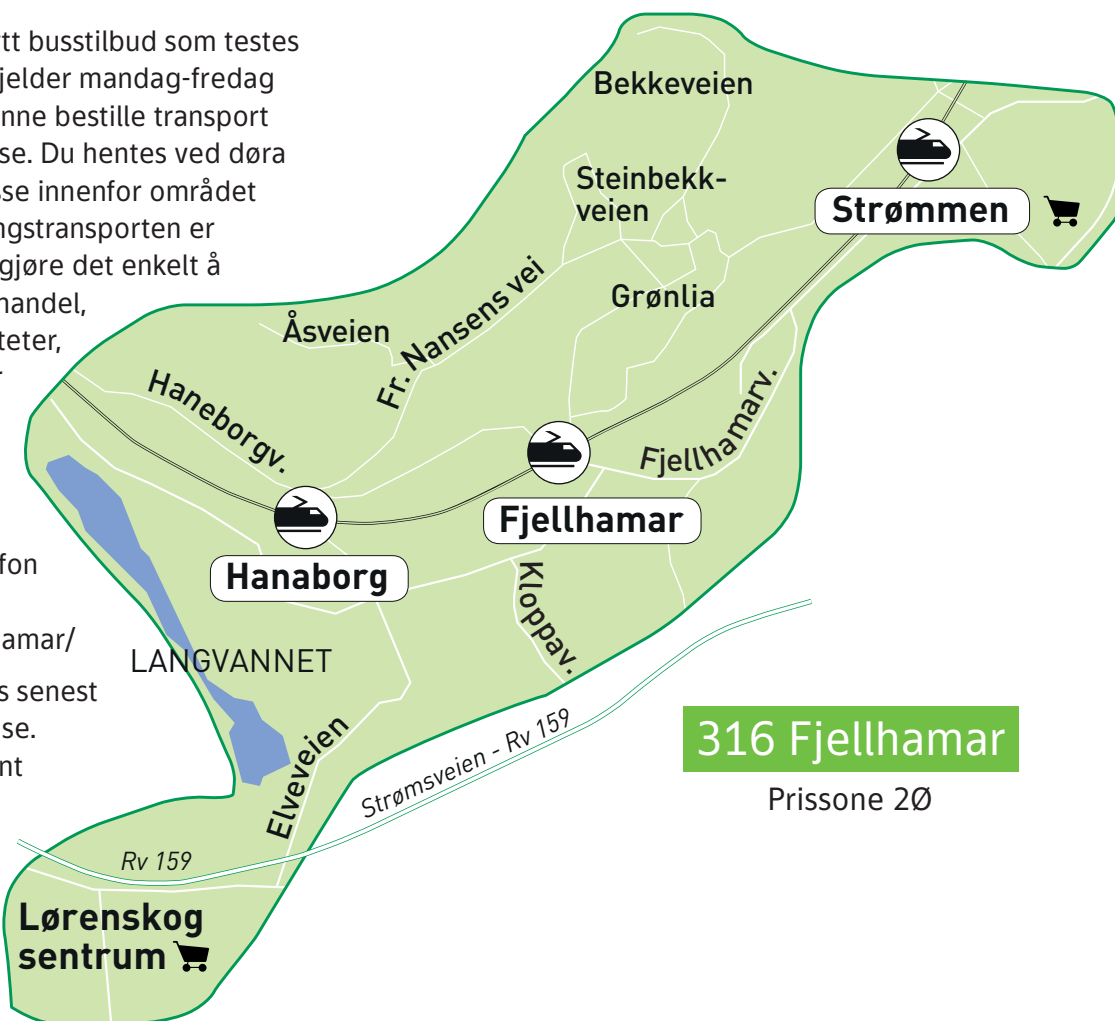 tt busstilbud som testes
jelder mandag-fredag
nne bestille transport
se. Du hentes ved døra
sse innenfor området
ngstransporten er
gjøre det enkelt å
handel,
teter,
fon
amar/
s senest
se.
nt
Bekkeveien
Steinbekk-
veien
Strømmen
Grønlia
Åsveien
Fr. Nansens vei
Haneborgv.
Fjellhamarv.
Fjellhamar
Hanaborg
Kloppav.
LANGVANNET
Elveveien
Strømsveien - Rv 159
316 Fjellhamar
Prissone 2Ø
Rv 159
Lørenskog
sentrum